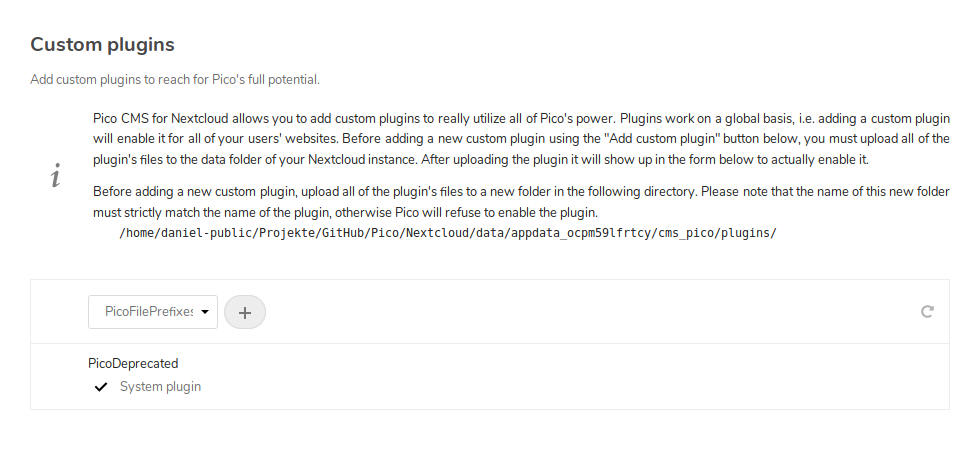 Custom plugins
Add custom plugins to reach for Pico's full potential.
Pico CMS for Nextcloud allows you to add custom plugins to really utilize all of Pico's power. Plugins work on a global basis, i.e. adding a custom plugin
will enable it for all of your users' websites. Before adding a new custom plugin using the "Add custom plugin" button below, you must upload all of the
plugin's files to the data folder of your Nextcloud instance. After uploading the plugin it will show up in the form below to actually enable it.
Before adding a new custom plugin, upload all of the plugin's files to a new folder in the following directory. Please note that the name of this new folder
must strictly match the name of the plugin, otherwise Pico will refuse to enable the plugin.
/home/daniel-public/Projekte/GitHub/Pico/Nextcloud/data/appdata_ocpm59lfrtcy/cms_pico/plugins/
PicoFilePrefixes
PicoDeprecated
System plugin